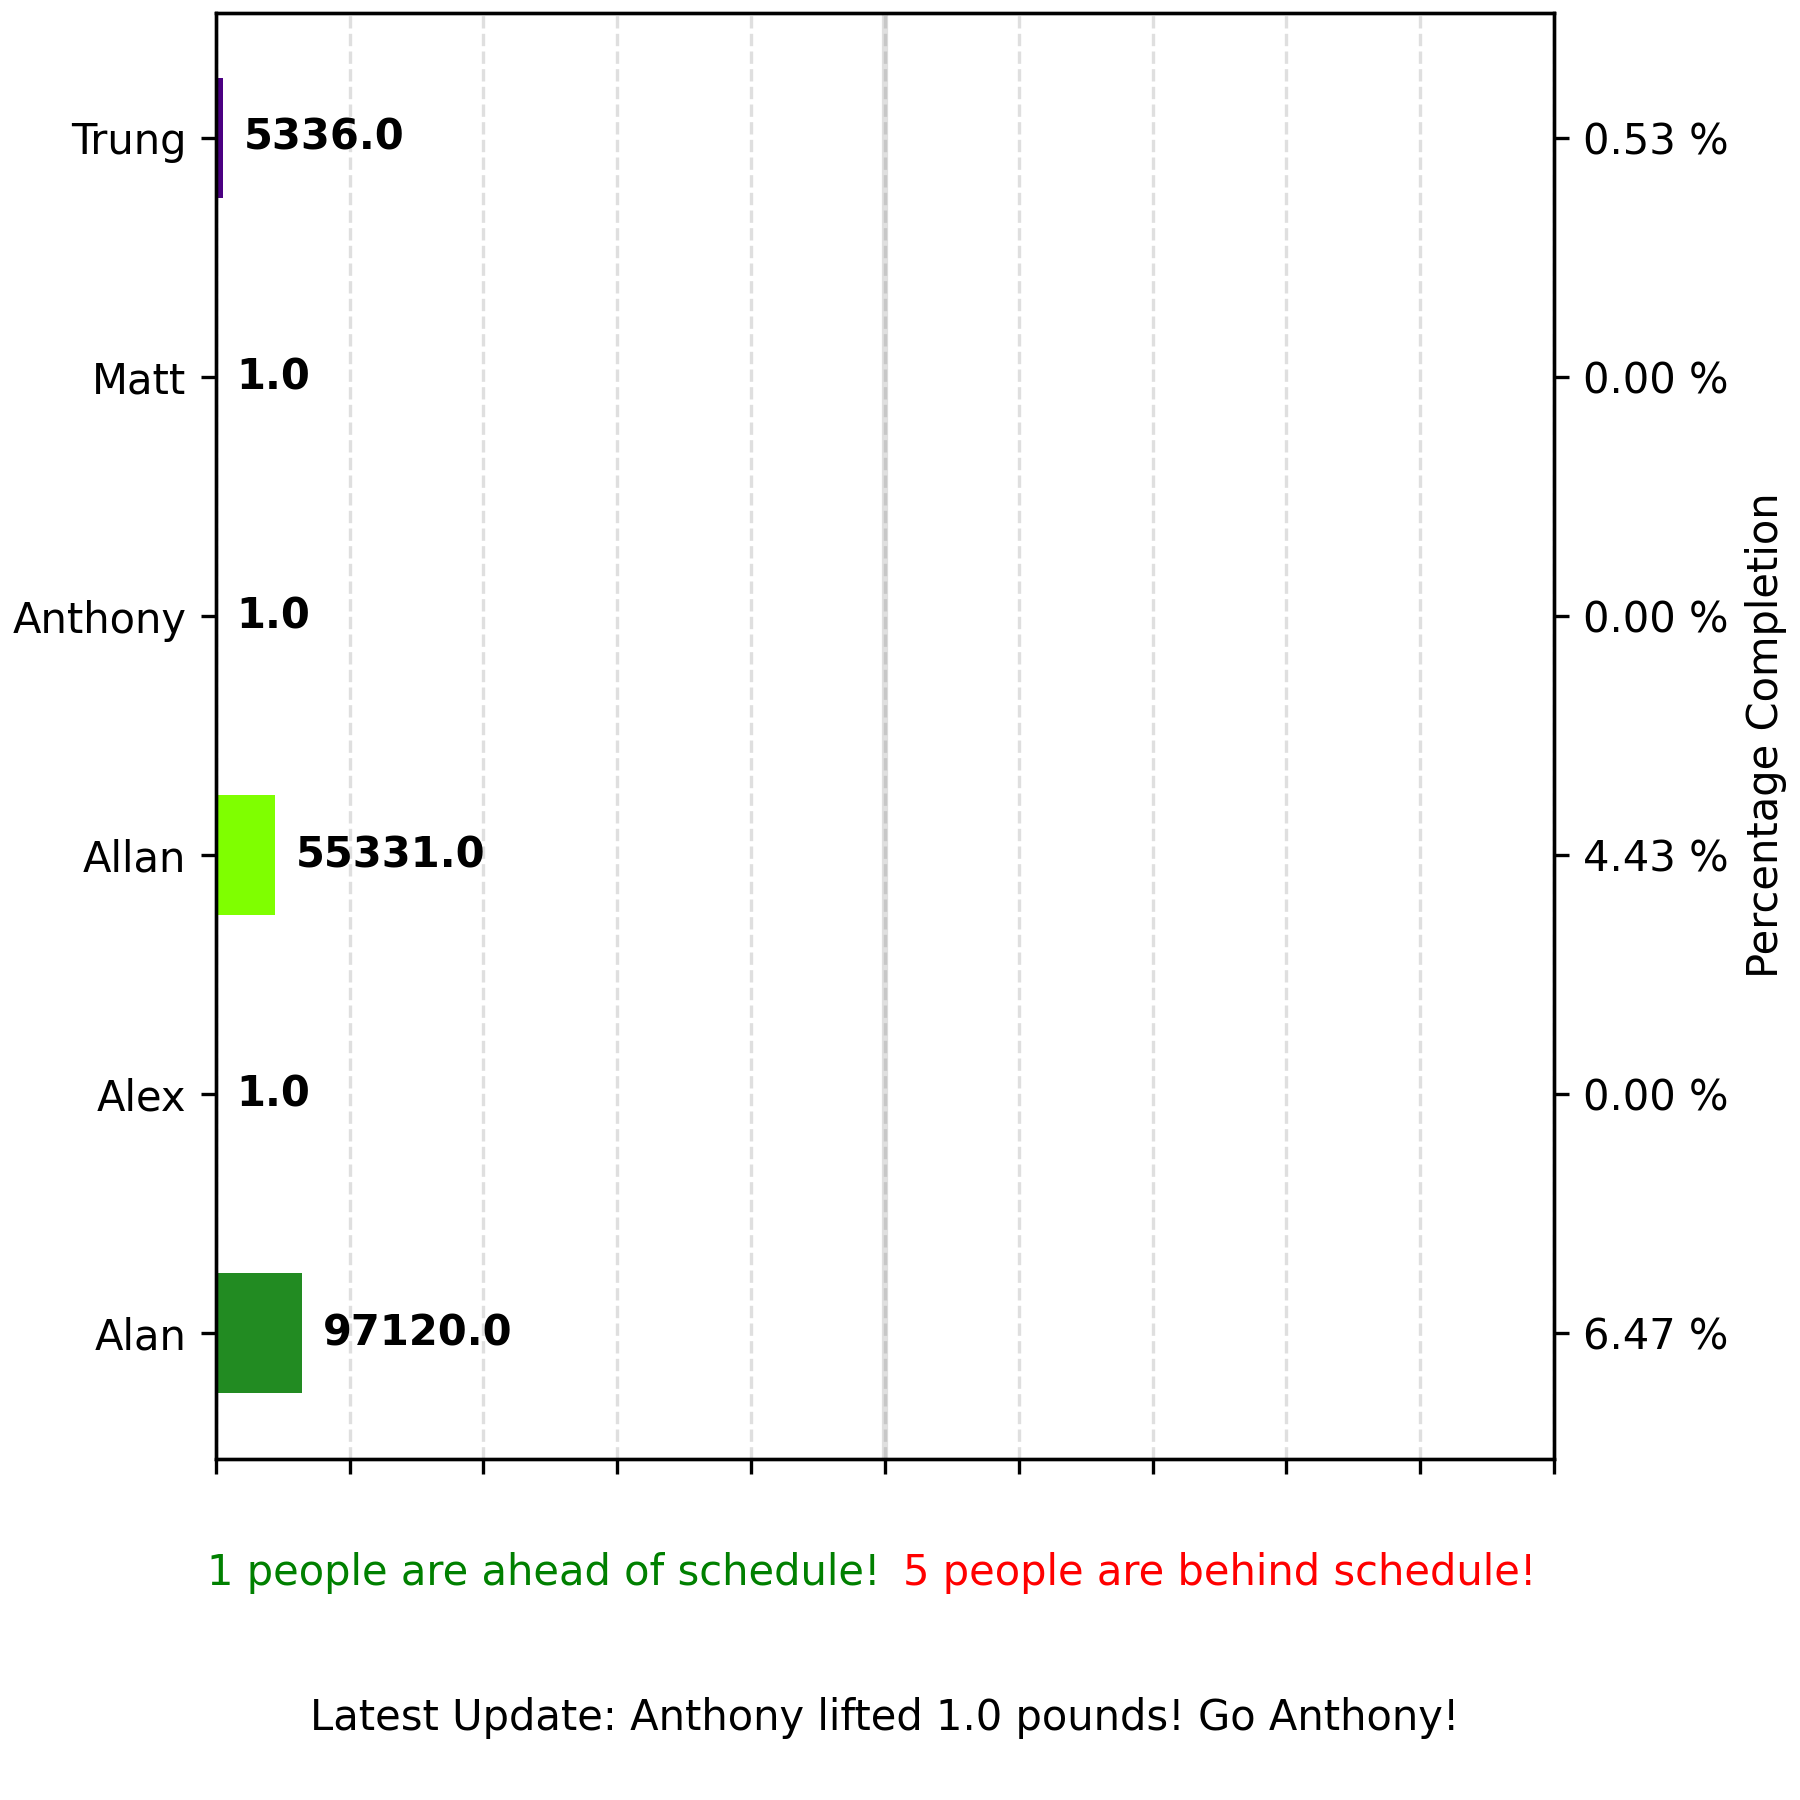 Trung 5336.0 0.53 %
Matt 1.0 0.00 %
Anthony 1.0 0.00 %
Allan 55331.0 4.43 %
Alex 1.0 0.00 %
Alan 97120.0 6.47 %
Percentage Completion
1 people are ahead of schedule! 5 people are behind schedule!
Latest Update: Anthony lifted 1.0 pounds! Go Anthony!